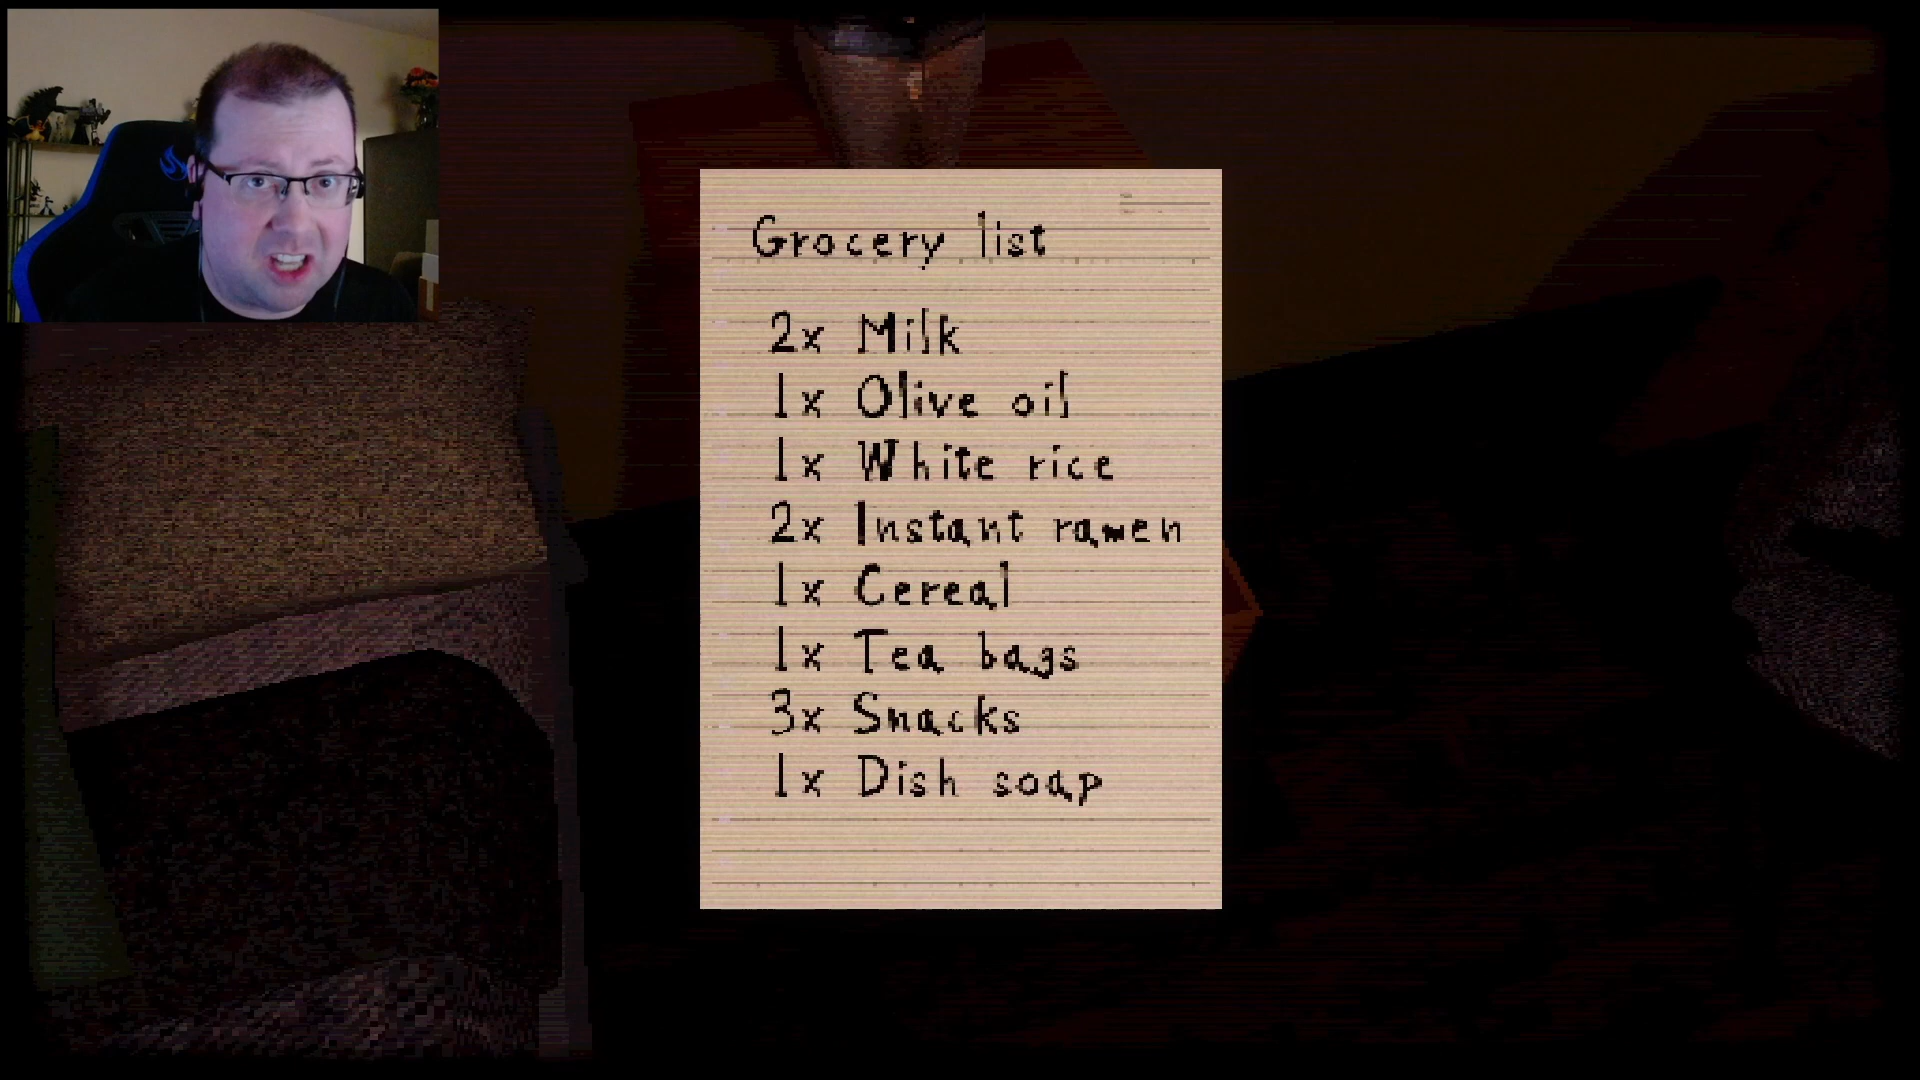 Grocery list
2x Milk
1x Olive oil
1x White rice
2x Instant ramen
1x Cereal
1x Tea bags
3x Snacks
1x Dish soap